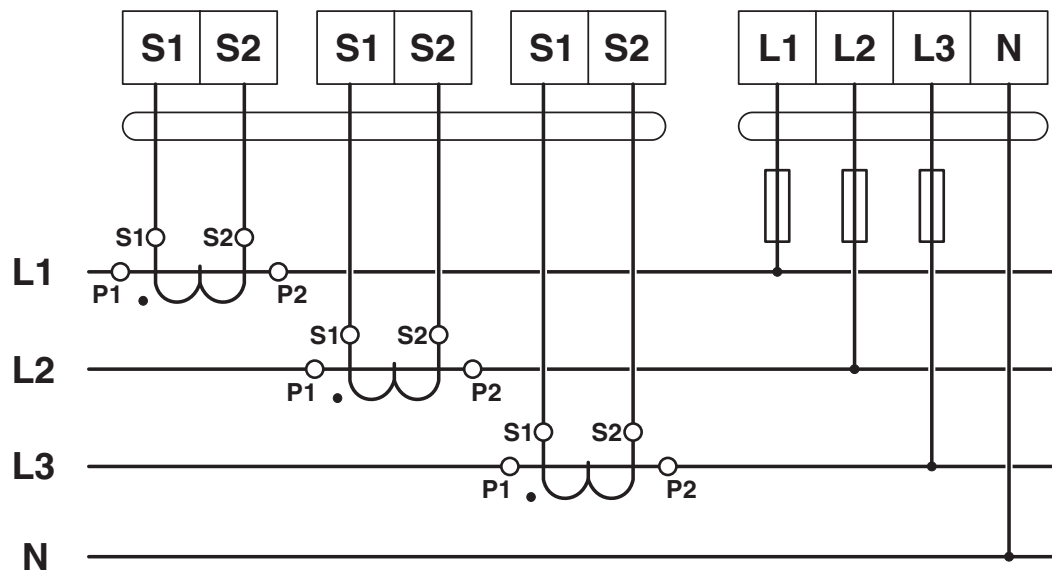 S1 S2 S1 S2 S1 S2 L1 L2 L3 N
S1 S2
L1
P1 P2
S1 S2
L2
P1 P2
S1 S2
L3
P1 P2
N